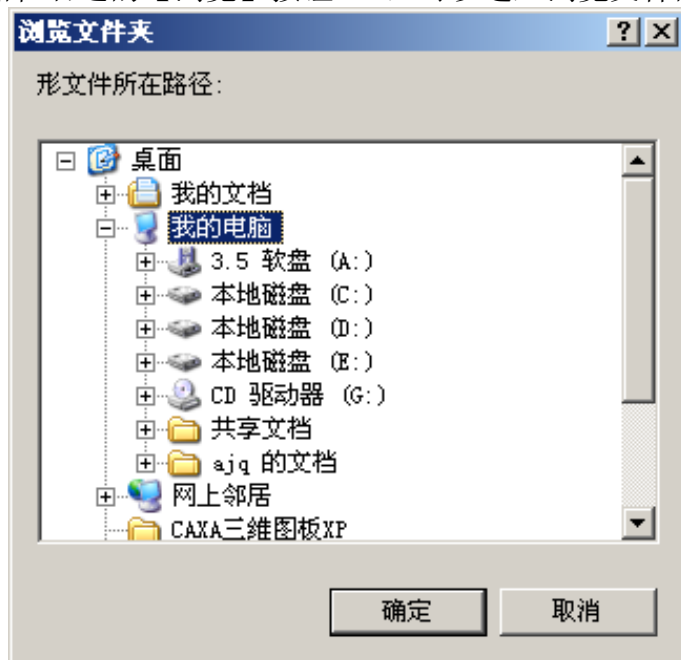 浏览文件夹
形文件所在路径:
桌面
我的文档
我的电脑
3.5 软盘 (A:)
本地磁盘 (C:)
本地磁盘 (D:)
本地磁盘 (E:)
CD 驱动器 (G:)
共享文档
ajq 的文档
网上邻居
CAXA三维图板XP
确定 取消